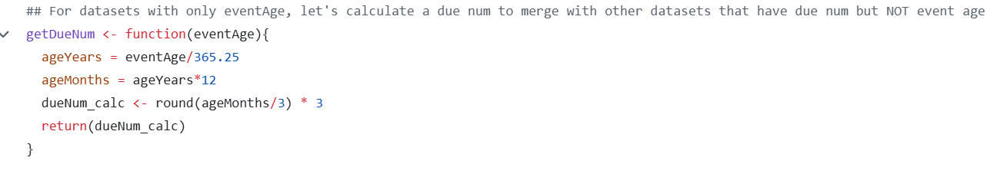 ## For datasets with only eventAge, let's calculate a due num to merge with other datasets that have due num but NOT event age
getDueNum <- function(eventAge){
  ageYears = eventAge/365.25
  ageMonths = ageYears*12
  dueNum_calc <- round(ageMonths/3) * 3
  return(dueNum_calc)
}